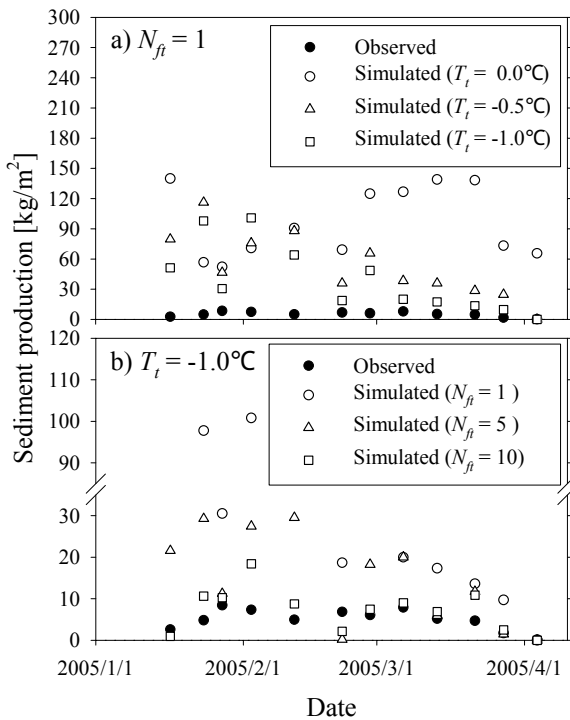 Sediment production [kg/m²]
300
270
240
210
180
150
120
90
60
30
0
a) N_ft = 1
Observed
Simulated (T_t = 0.0℃)
Simulated (T_t = -0.5℃)
Simulated (T_t = -1.0℃)
120
110
100
90
30
20
10
0
b) T_t = -1.0℃
Observed
Simulated (N_ft = 1 )
Simulated (N_ft = 5 )
Simulated (N_ft = 10)
2005/1/1 2005/2/1 2005/3/1 2005/4/1
Date